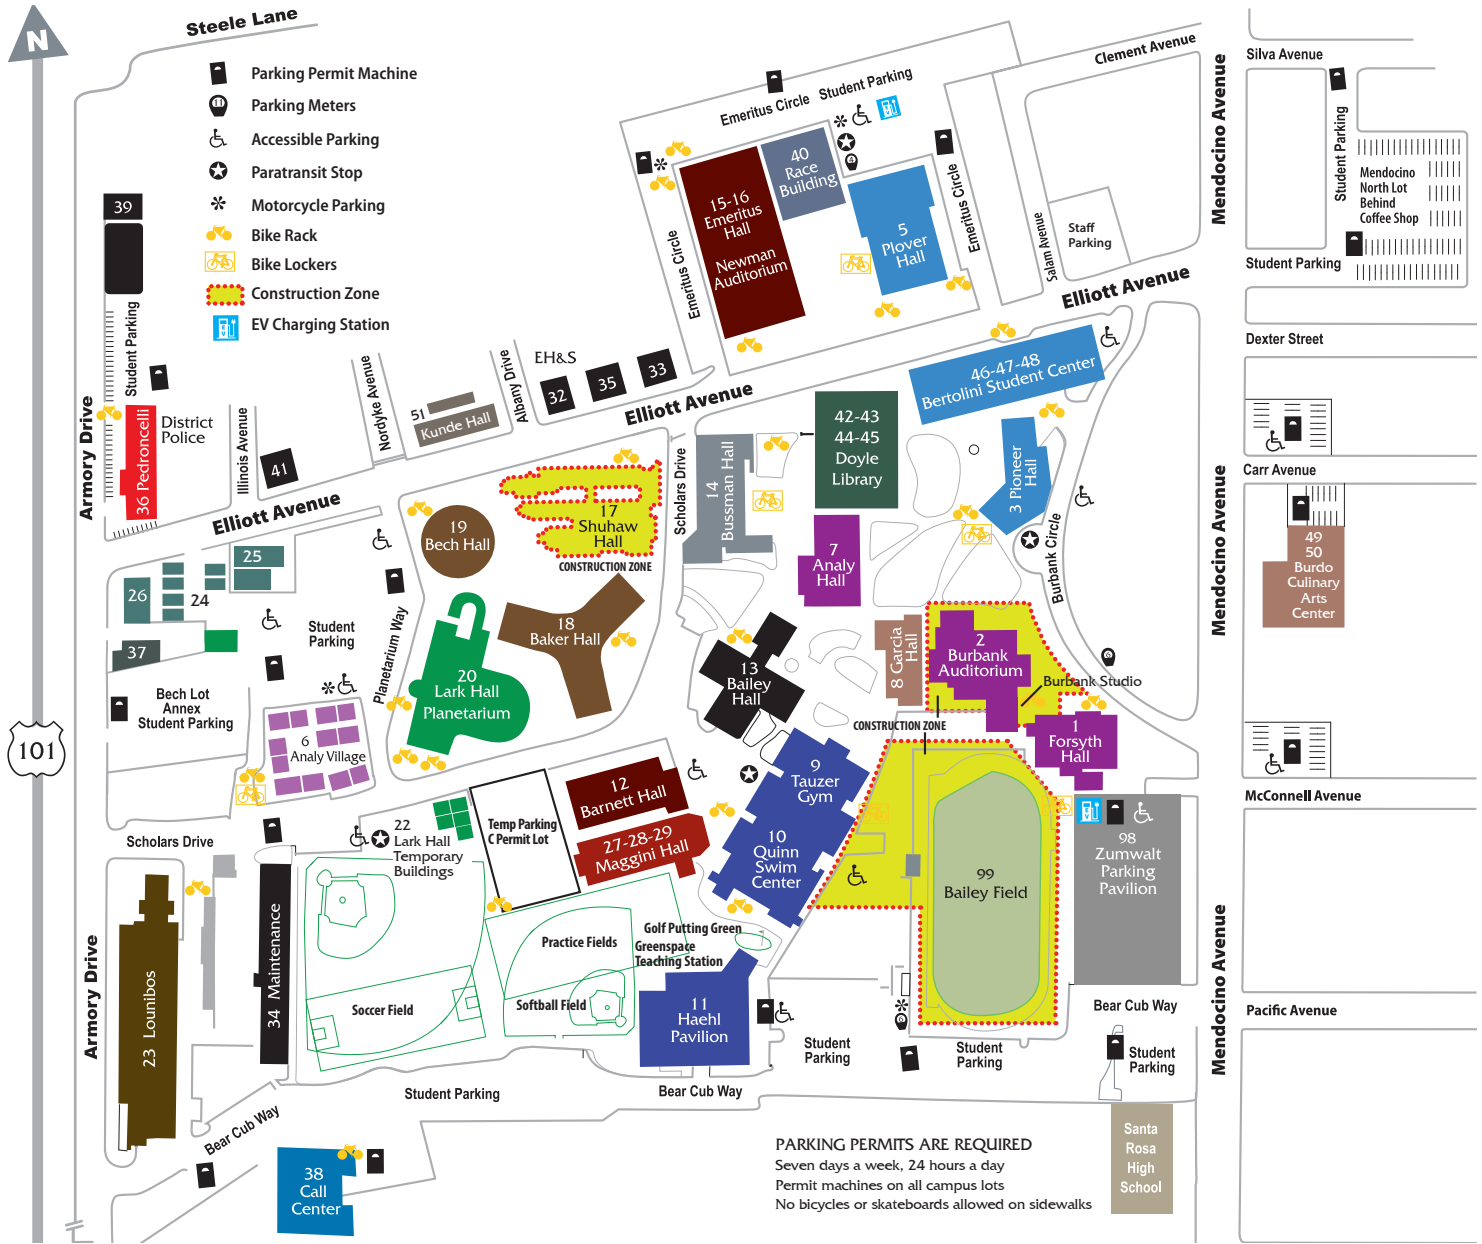 Steele Lane
N
Parking Permit Machine
11
Parking Meters
Accessible Parking
Paratransit Stop
Motorcycle Parking
Bike Rack
Bike Lockers
Construction Zone
EV Charging Station
Clement Avenue
Silva Avenue
Mendocino Avenue
Emeritus Circle
Student Parking
4
40
Race
Building
15-16
Emeritus
Hall
Newman
Auditorium
5
Plover
Hall
Emeritus Circle
Emeritus Circle
Salam Avenue
Staff
Parking
Student Parking
Mendocino
North Lot
Behind
Coffee Shop
Student Parking
Elliott Avenue
Dexter Street
39
Student Parking
Armory Drive
36 Pedroncelli
District
Police
Illinois Avenue
41
Nordyke Avenue
51
Kunde Hall
Albany Drive
EH&S
32
35
33
Elliott Avenue
Elliott Avenue
46-47-48
Bertolini Student Center
42-43
44-45
Doyle
Library
3 Pioneer
Hall
Carr Avenue
Mendocino Avenue
49
50
Burdo
Culinary
Arts
Center
Scholars Drive
14
Bussman Hall
17
Shuhaw
Hall
CONSTRUCTION ZONE
19
Bech Hall
7
Analy
Hall
Burbank Circle
25
26
24
37
Student
Parking
Planetarium Way
18
Baker Hall
20
Lark Hall
Planetarium
13
Bailey
Hall
8 Garcia
Hall
2
Burbank
Auditorium
Burbank Studio
CONSTRUCTION ZONE
1
Forsyth
Hall
Bech Lot
Annex
Student Parking
101
6
Analy Village
Scholars Drive
22
Lark Hall
Temporary
Buildings
Temp Parking
C Permit Lot
12
Barnett Hall
27-28-29
Maggini Hall
9
Tauzer
Gym
10
Quinn
Swim
Center
McConnell Avenue
98
Zumwalt
Parking
Pavilion
99
Bailey Field
Armory Drive
23 Lounibos
34 Maintenance
Soccer Field
Practice Fields
Softball Field
Golf Putting Green
Greenspace
Teaching Station
11
Haehl
Pavilion
Mendocino Avenue
Bear Cub Way
Pacific Avenue
Student
Parking
Student
Parking
Student
Parking
Student Parking
Bear Cub Way
Bear Cub Way
38
Call
Center
PARKING PERMITS ARE REQUIRED
Seven days a week, 24 hours a day
Permit machines on all campus lots
No bicycles or skateboards allowed on sidewalks
Santa
Rosa
High
School